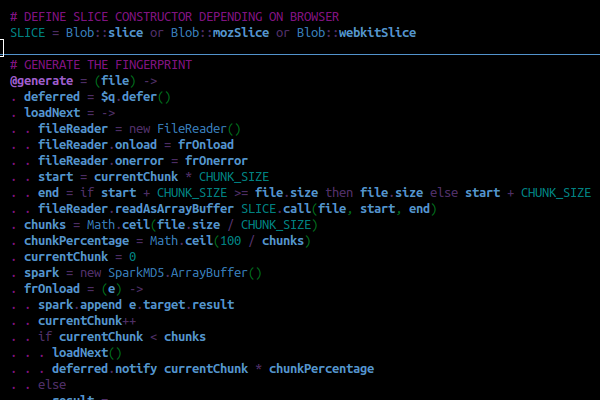 # DEFINE SLICE CONSTRUCTOR DEPENDING ON BROWSER
SLICE = Blob::slice or Blob::mozSlice or Blob::webkitSlice
# GENERATE THE FINGERPRINT
@generate = (file) ->
. deferred = $q.defer()
. loadNext = ->
. . fileReader = new FileReader()
. . fileReader.onload = frOnload
. . fileReader.onerror = frOnerror
. . start = currentChunk * CHUNK_SIZE
. . end = if start + CHUNK_SIZE >= file.size then file.size else start + CHUNK_SIZE
. . fileReader.readAsArrayBuffer SLICE.call(file, start, end)
. chunks = Math.ceil(file.size / CHUNK_SIZE)
. chunkPercentage = Math.ceil(100 / chunks)
. currentChunk = 0
. spark = new SparkMD5.ArrayBuffer()
. frOnload = (e) ->
. . spark.append e.target.result
. . currentChunk++
. . if currentChunk < chunks
. . . loadNext()
. . . deferred.notify currentChunk * chunkPercentage
. . else
. . . result =